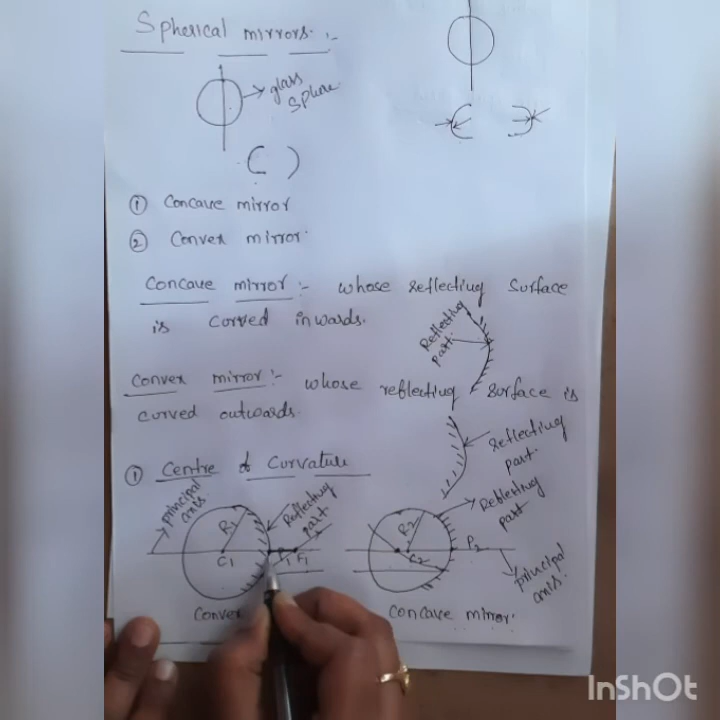 Spherical mirrors :-
glass
sphere
① Concave mirror
② Convex mirror.
Concave mirror :- whose reflecting surface
is corved inwards.
Reflecting
part.
Convex mirror :- whose reflecting surface is
curved outwards.
Reflecting
part.
① Centre of Curvature
principal
axis
R1
Reflecting
part
C1
P1
F1
Reflecting
part
R2
C2
P2
principal
axis.
Convex
Concave mirror.
InShOt